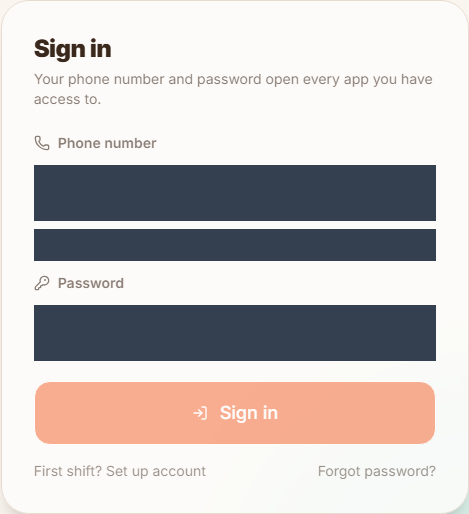 Sign in
Your phone number and password open every app you have
access to.
Phone number
Password
Sign in
First shift? Set up account
Forgot password?